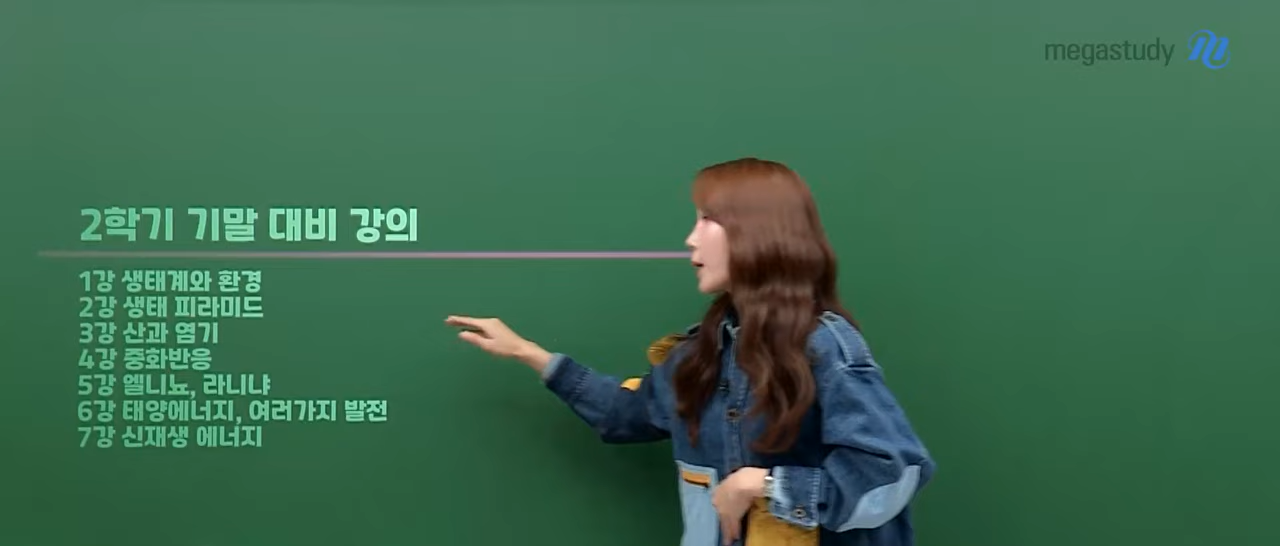 megastudy
2학기 기말 대비 강의
1강 생태계와 환경
2강 생태 피라미드
3강 산과 염기
4강 중화반응
5강 엘니뇨, 라니냐
6강 태양에너지, 여러가지 발전
7강 신재생 에너지